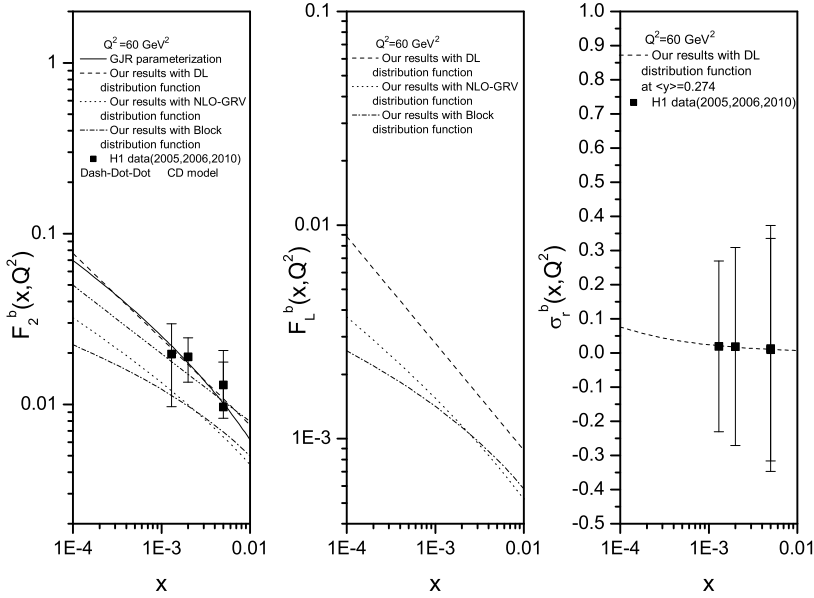 Q²=60 GeV²
GJR parameterization
Our results with DL
distribution function
Our results with NLO-GRV
distribution function
Our results with Block
distribution function
H1 data(2005,2006,2010)
Dash-Dot-Dot CD model
1
0.1
0.01
F₂ᵇ(x,Q²)
1E-4 1E-3 0.01
x
Q²=60 GeV²
Our results with DL
distribution function
Our results with NLO-GRV
distribution function
Our results with Block
distribution function
0.1
0.01
1E-3
F_Lᵇ(x,Q²)
1E-4 1E-3 0.01
x
Q²=60 GeV²
Our results with DL
distribution function
at <y>=0.274
H1 data(2005,2006,2010)
1.0
0.9
0.8
0.7
0.6
0.5
0.4
0.3
0.2
0.1
0.0
-0.1
-0.2
-0.3
-0.4
-0.5
σᵣᵇ(x,Q²)
1E-4 1E-3 0.01
x